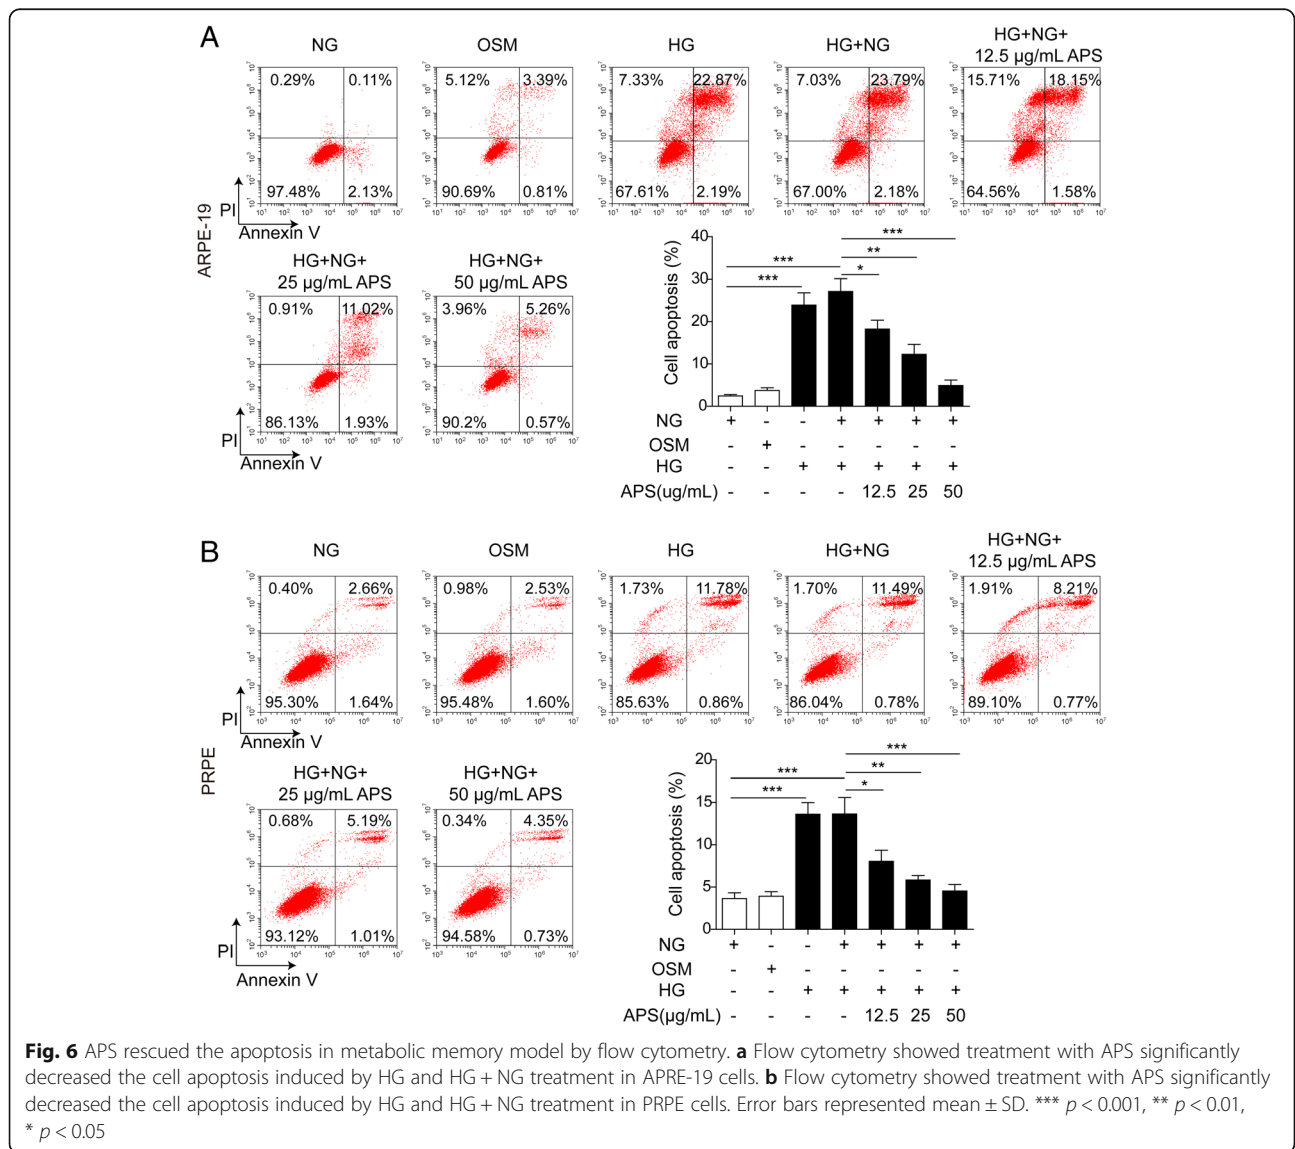 A
NG
OSM
HG
HG+NG
HG+NG+
12.5 µg/mL APS
0.29% 0.11%
97.48% 2.13%
5.12% 3.39%
90.69% 0.81%
7.33% 22.87%
67.61% 2.19%
7.03% 23.79%
67.00% 2.18%
15.71% 18.15%
64.56% 1.58%
PI
Annexin V
ARPE-19
HG+NG+
25 µg/mL APS
HG+NG+
50 µg/mL APS
0.91% 11.02%
86.13% 1.93%
3.96% 5.26%
90.2% 0.57%
PI
Annexin V
Cell apoptosis (%)
40
30
20
10
0
***
***
*
**
***
NG + - - + + + +
OSM - + - - - - -
HG - - + + + + +
APS(ug/mL) - - - - 12.5 25 50
B
NG
OSM
HG
HG+NG
HG+NG+
12.5 µg/mL APS
0.40% 2.66%
95.30% 1.64%
0.98% 2.53%
95.48% 1.60%
1.73% 11.78%
85.63% 0.86%
1.70% 11.49%
86.04% 0.78%
1.91% 8.21%
89.10% 0.77%
PI
Annexin V
PRPE
HG+NG+
25 µg/mL APS
HG+NG+
50 µg/mL APS
0.68% 5.19%
93.12% 1.01%
0.34% 4.35%
94.58% 0.73%
PI
Annexin V
Cell apoptosis (%)
20
15
10
5
0
***
***
*
**
***
NG + - - + + + +
OSM - + - - - - -
HG - - + + + + +
APS(µg/mL) - - - - 12.5 25 50
Fig. 6 APS rescued the apoptosis in metabolic memory model by flow cytometry. a Flow cytometry showed treatment with APS significantly
decreased the cell apoptosis induced by HG and HG + NG treatment in APRE-19 cells. b Flow cytometry showed treatment with APS significantly
decreased the cell apoptosis induced by HG and HG + NG treatment in PRPE cells. Error bars represented mean ± SD. *** p < 0.001, ** p < 0.01,
* p < 0.05